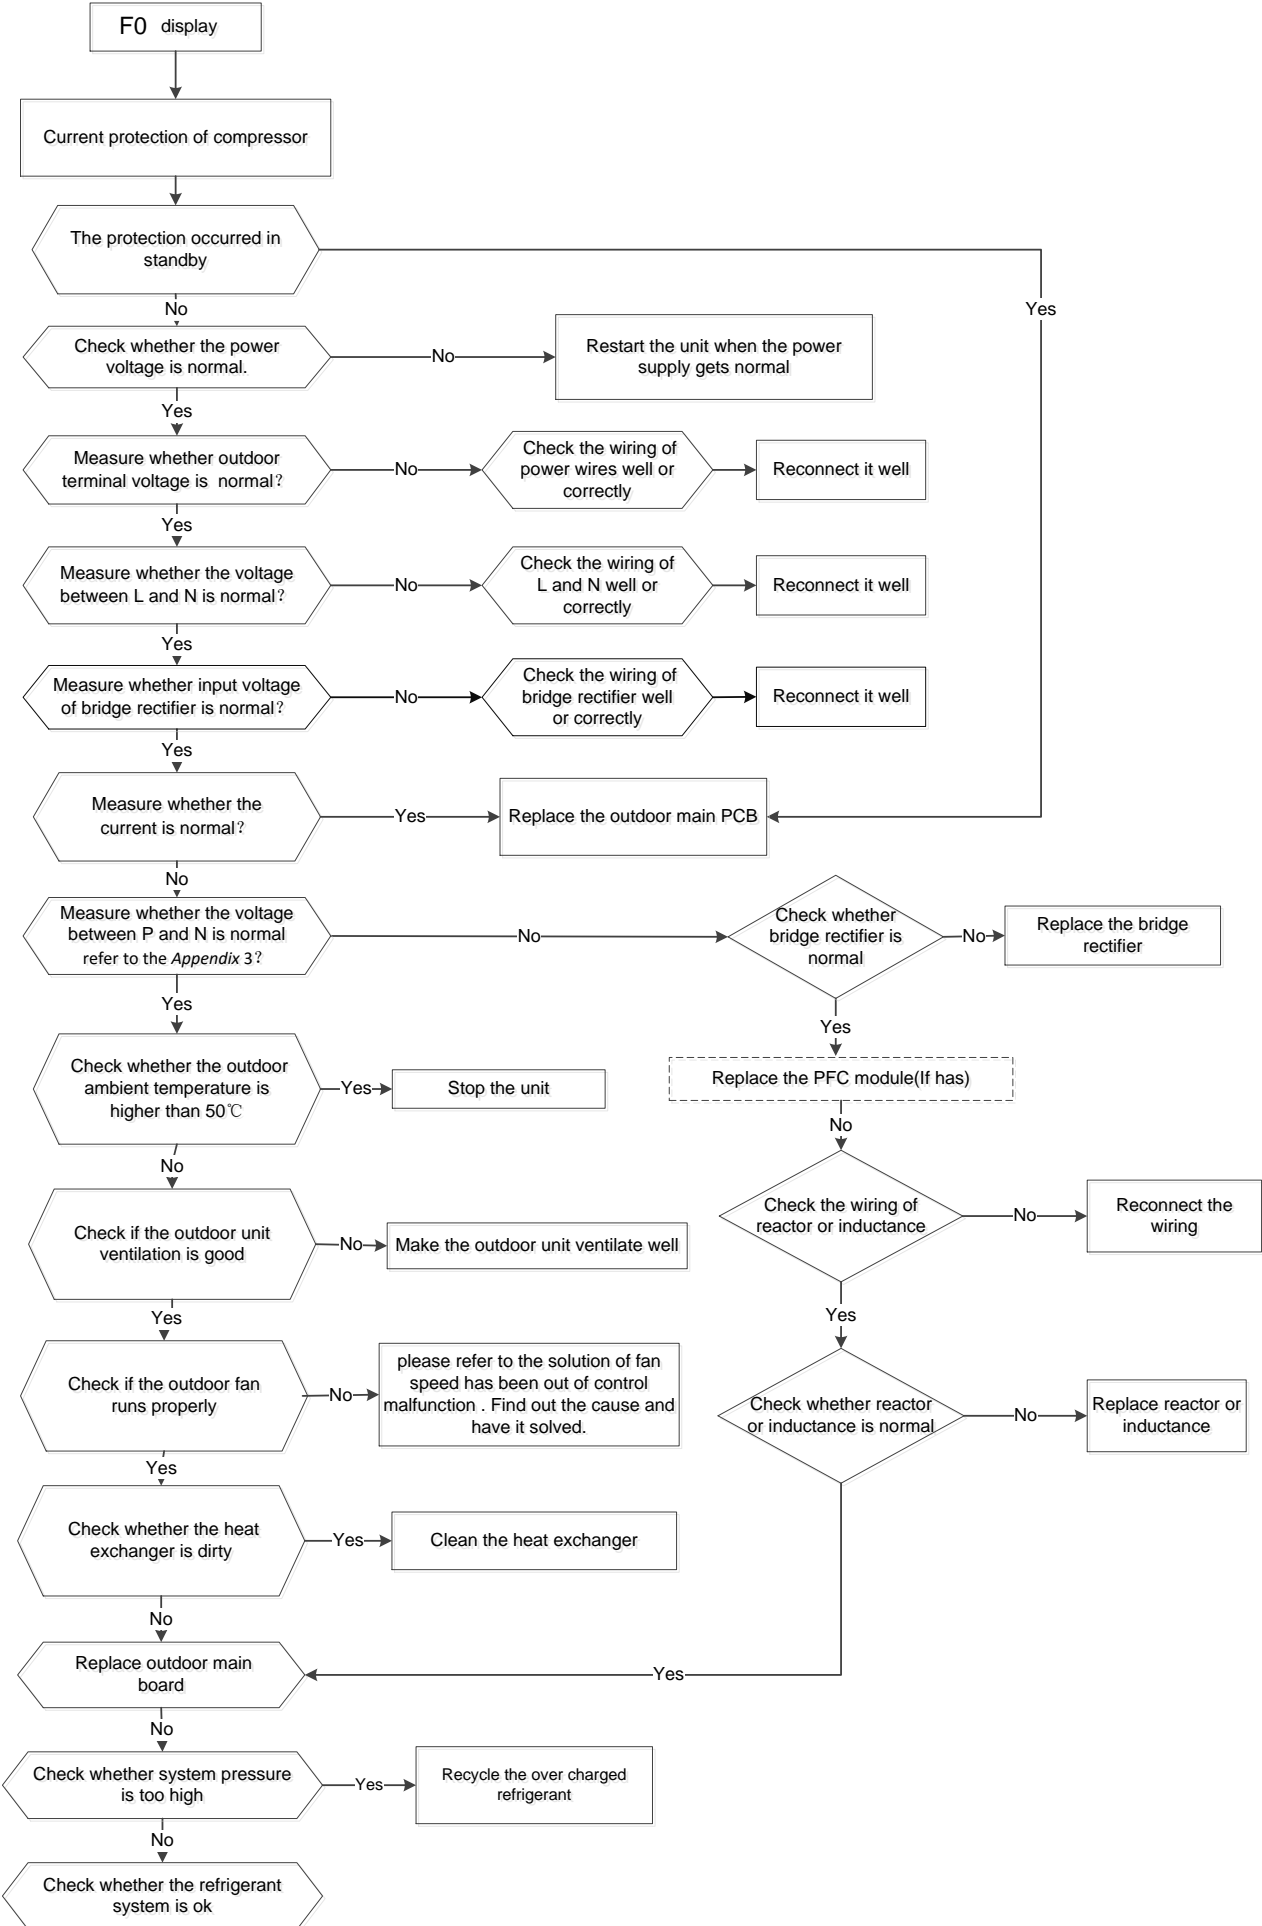 F0 display
Current protection of compressor
The protection occurred in
standby
No
Yes
Check whether the power
voltage is normal.
No
Restart the unit when the power
supply gets normal
Yes
Measure whether outdoor
terminal voltage is normal?
No
Check the wiring of
power wires well or
correctly
Reconnect it well
Yes
Measure whether the voltage
between L and N is normal?
No
Check the wiring of
L and N well or
correctly
Reconnect it well
Yes
Measure whether input voltage
of bridge rectifier is normal?
No
Check the wiring of
bridge rectifier well
or correctly
Reconnect it well
Yes
Measure whether the
current is normal?
Yes
Replace the outdoor main PCB
No
Measure whether the voltage
between P and N is normal
refer to the Appendix 3?
No
Check whether
bridge rectifier is
normal
No
Replace the bridge
rectifier
Yes
Yes
Check whether the outdoor
ambient temperature is
higher than 50℃
Yes
Stop the unit
Replace the PFC module(If has)
No
No
Check if the outdoor unit
ventilation is good
No
Make the outdoor unit ventilate well
Check the wiring of
reactor or inductance
No
Reconnect the
wiring
Yes
Yes
Check if the outdoor fan
runs properly
No
please refer to the solution of fan
speed has been out of control
malfunction . Find out the cause and
have it solved.
Check whether reactor
or inductance is normal
No
Replace reactor or
inductance
Yes
Check whether the heat
exchanger is dirty
Yes
Clean the heat exchanger
No
Replace outdoor main
board
Yes
No
Check whether system pressure
is too high
Yes
Recycle the over charged
refrigerant
No
Check whether the refrigerant
system is ok